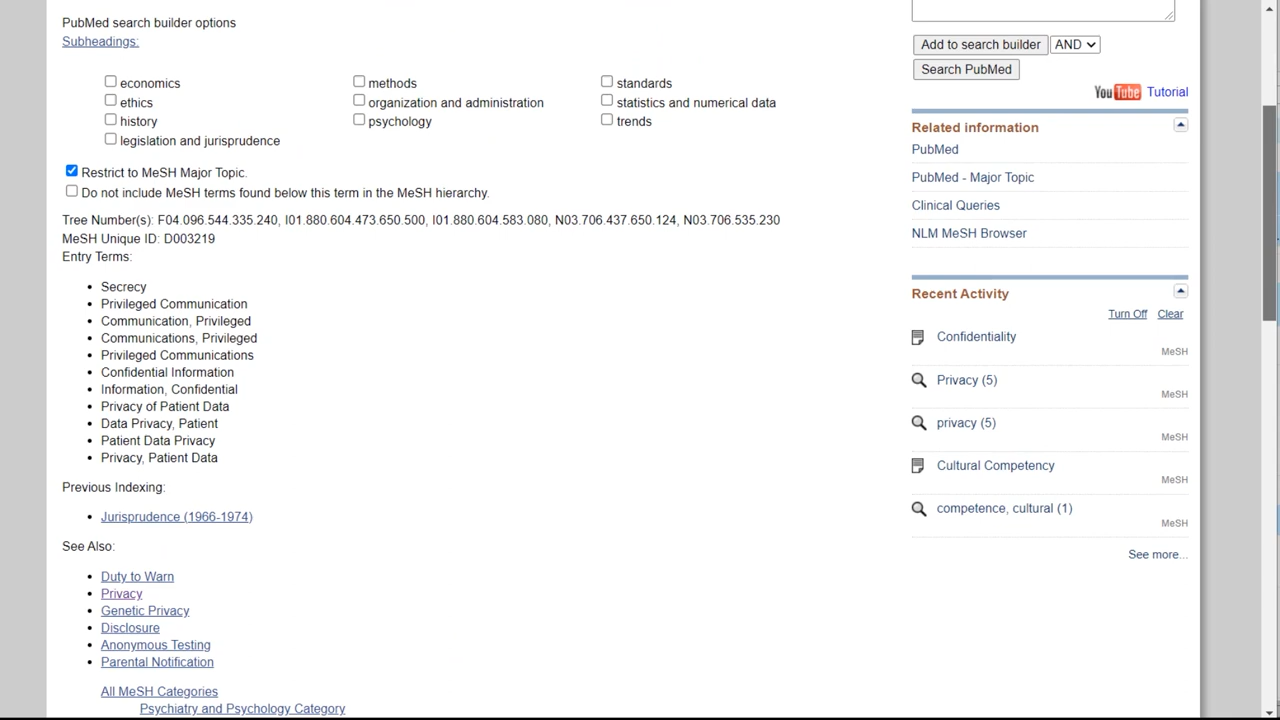 PubMed search builder options
Subheadings:
economics
ethics
history
legislation and jurisprudence
methods
organization and administration
psychology
standards
statistics and numerical data
trends
Restrict to MeSH Major Topic.
Do not include MeSH terms found below this term in the MeSH hierarchy.
Tree Number(s): F04.096.544.335.240, I01.880.604.473.650.500, I01.880.604.583.080, N03.706.437.650.124, N03.706.535.230
MeSH Unique ID: D003219
Entry Terms:
Secrecy
Privileged Communication
Communication, Privileged
Communications, Privileged
Privileged Communications
Confidential Information
Information, Confidential
Privacy of Patient Data
Data Privacy, Patient
Patient Data Privacy
Privacy, Patient Data
Previous Indexing:
Jurisprudence (1966-1974)
See Also:
Duty to Warn
Privacy
Genetic Privacy
Disclosure
Anonymous Testing
Parental Notification
All MeSH Categories
Psychiatry and Psychology Category
Add to search builder AND
Search PubMed
YouTube Tutorial
Related information
PubMed
PubMed - Major Topic
Clinical Queries
NLM MeSH Browser
Recent Activity
Turn Off Clear
Confidentiality
MeSH
Privacy (5)
MeSH
privacy (5)
MeSH
Cultural Competency
MeSH
competence, cultural (1)
MeSH
See more...